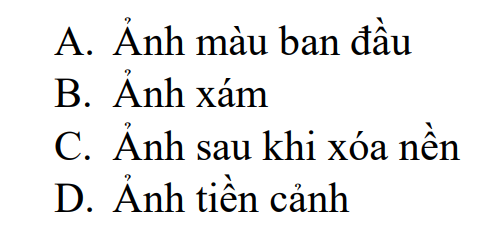 A. Ảnh màu ban đầu
B. Ảnh xám
C. Ảnh sau khi xóa nền
D. Ảnh tiền cảnh